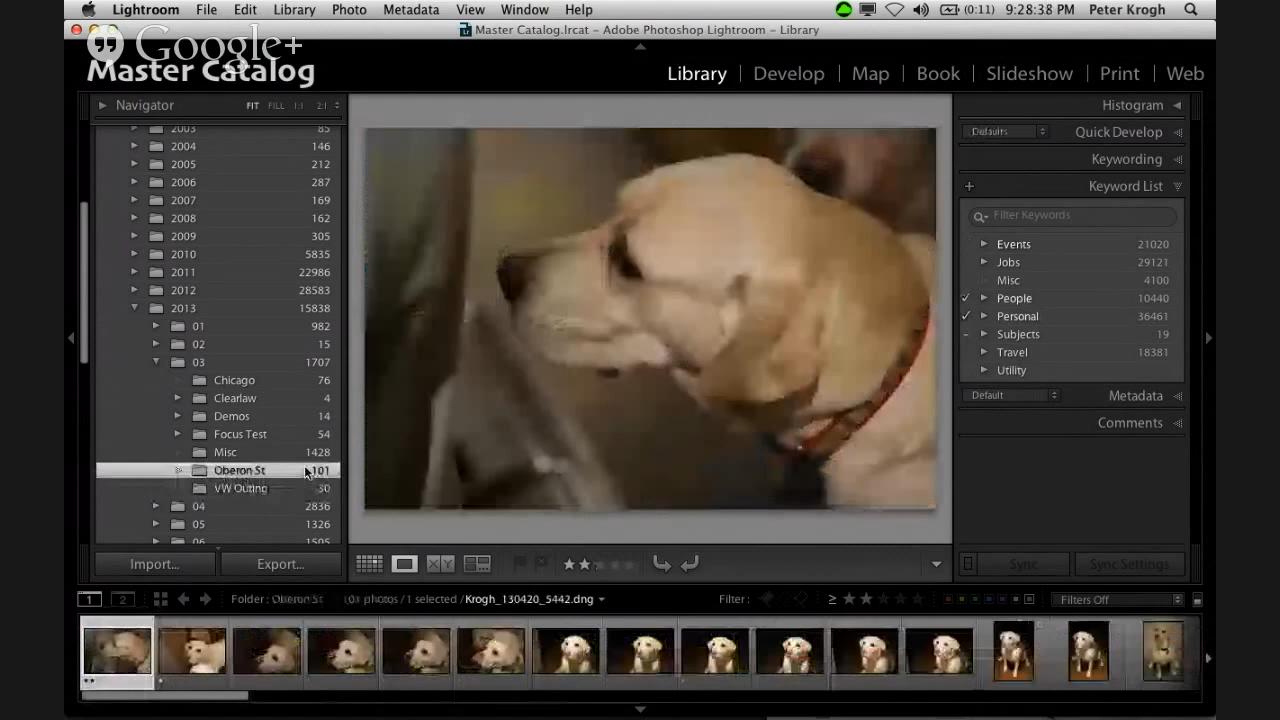 Lightroom File Edit Library Photo Metadata View Window Help (0:11) 9:28:38 PM Peter Krogh
Master Catalog.lrcat – Adobe Photoshop Lightroom – Library
Google+
Master Catalog
Library | Develop | Map | Book | Slideshow | Print | Web
Navigator FIT FILL 1:1 2:1
2003 85
2004 146
2005 212
2006 287
2007 169
2008 162
2009 305
2010 5835
2011 22986
2012 28583
2013 15838
01 982
02 15
03 1707
Chicago 76
Clearlaw 4
Demos 14
Focus Test 54
Misc 1428
Oberon St 101
VW Outing 30
04 2836
05 1326
06 1505
Import... Export...
Histogram
Defaults Quick Develop
Keywording
+ Keyword List
Filter Keywords
Events 21020
Jobs 29121
Misc 4100
People 10440
Personal 36461
Subjects 19
Travel 18381
Utility
Default Metadata
Comments
XY
Sync Sync Settings
1 2 Folder: Oberon St photos / 1 selected / Krogh_130420_5442.dng Filter: ≥ Filters Off